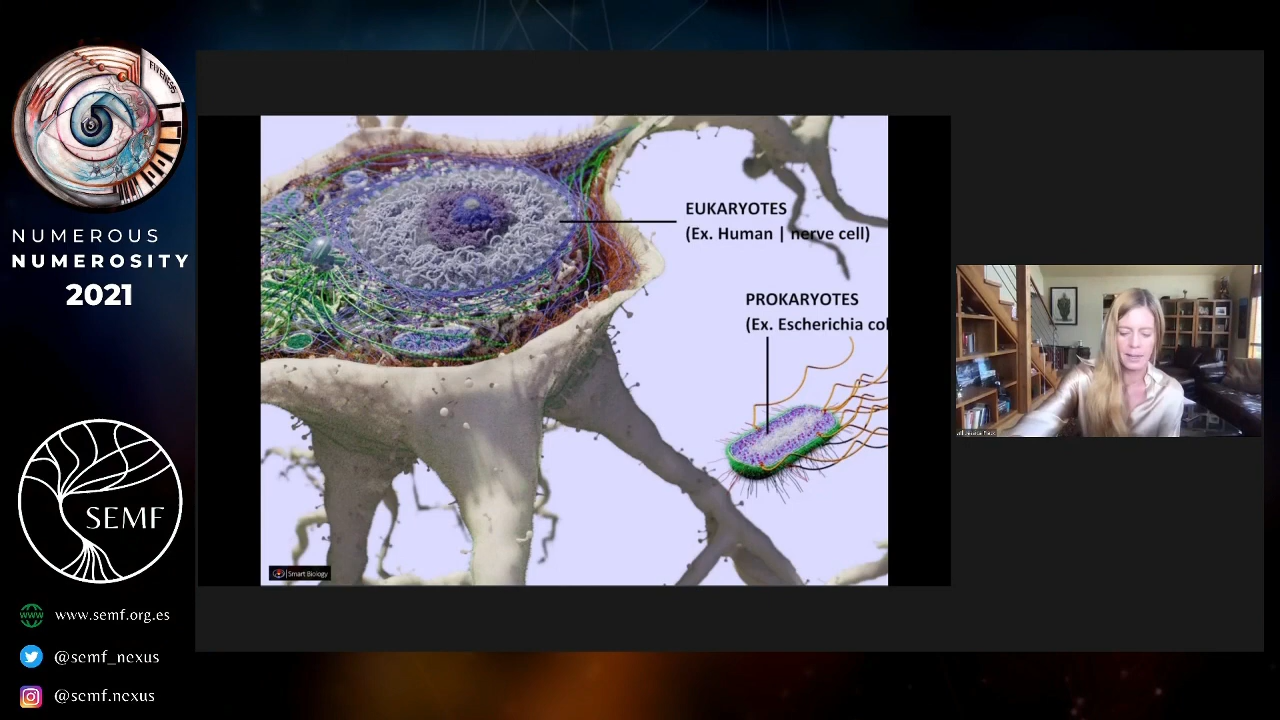 FIVENESS
NUMEROUS
NUMEROSITY
2021
SEMF
www.semf.org.es
@semf_nexus
@semf.nexus
EUKARYOTES
(Ex. Human | nerve cell)
PROKARYOTES
(Ex. Escherichia col
Smart Biology